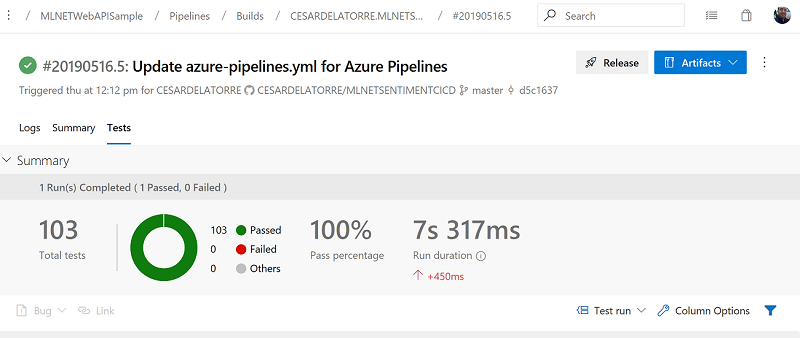 / MLNETWebAPISample / Pipelines / Builds / CESARDELATORRE.MLNETS... / #20190516.5 Search
#20190516.5: Update azure-pipelines.yml for Azure Pipelines
Release Artifacts
Triggered thu at 12:12 pm for CESARDELATORRE CESARDELATORRE/MLNETSENTIMENTCICD master d5c1637
Logs Summary Tests
Summary
1 Run(s) Completed ( 1 Passed, 0 Failed )
103
Total tests
103 Passed
0 Failed
0 Others
100%
Pass percentage
7s 317ms
Run duration
+450ms
Bug Link Test run Column Options